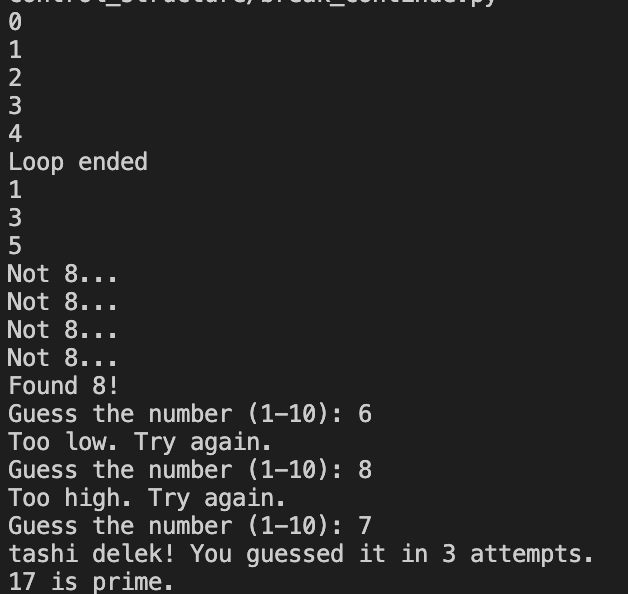 control_structure/break_continue.py
0
1
2
3
4
Loop ended
1
3
5
Not 8...
Not 8...
Not 8...
Not 8...
Found 8!
Guess the number (1-10): 6
Too low. Try again.
Guess the number (1-10): 8
Too high. Try again.
Guess the number (1-10): 7
tashi delek! You guessed it in 3 attempts.
17 is prime.